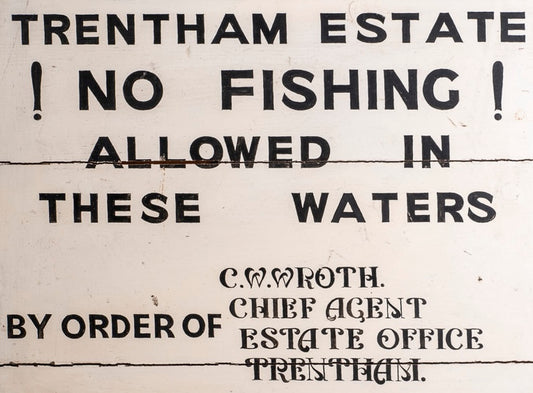 TRENTHAM ESTATE
! NO FISHING !
ALLOWED IN
THESE WATERS
C.W.WROTH.
CHIEF AGENT
BY ORDER OF ESTATE OFFICE
TRENTHAM.